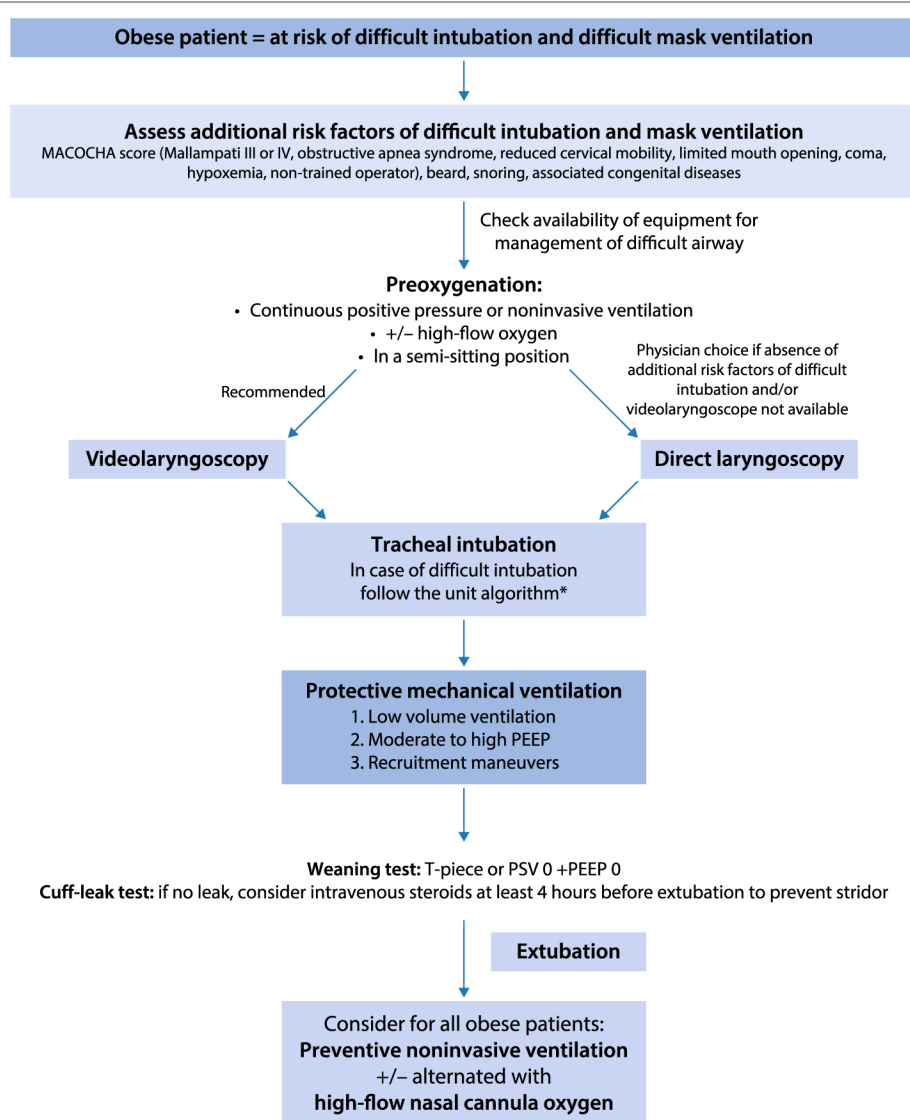 Obese patient = at risk of difficult intubation and difficult mask ventilation
Assess additional risk factors of difficult intubation and mask ventilation
MACOCHA score (Mallampati III or IV, obstructive apnea syndrome, reduced cervical mobility, limited mouth opening, coma,
hypoxemia, non-trained operator), beard, snoring, associated congenital diseases
Check availability of equipment for
management of difficult airway
Preoxygenation:
• Continuous positive pressure or noninvasive ventilation
• +/– high-flow oxygen
• In a semi-sitting position
Recommended
Physician choice if absence of
additional risk factors of difficult
intubation and/or
videolaryngoscope not available
Videolaryngoscopy
Direct laryngoscopy
Tracheal intubation
In case of difficult intubation
follow the unit algorithm*
Protective mechanical ventilation
1. Low volume ventilation
2. Moderate to high PEEP
3. Recruitment maneuvers
Weaning test: T-piece or PSV 0 +PEEP 0
Cuff-leak test: if no leak, consider intravenous steroids at least 4 hours before extubation to prevent stridor
Extubation
Consider for all obese patients:
Preventive noninvasive ventilation
+/– alternated with
high-flow nasal cannula oxygen